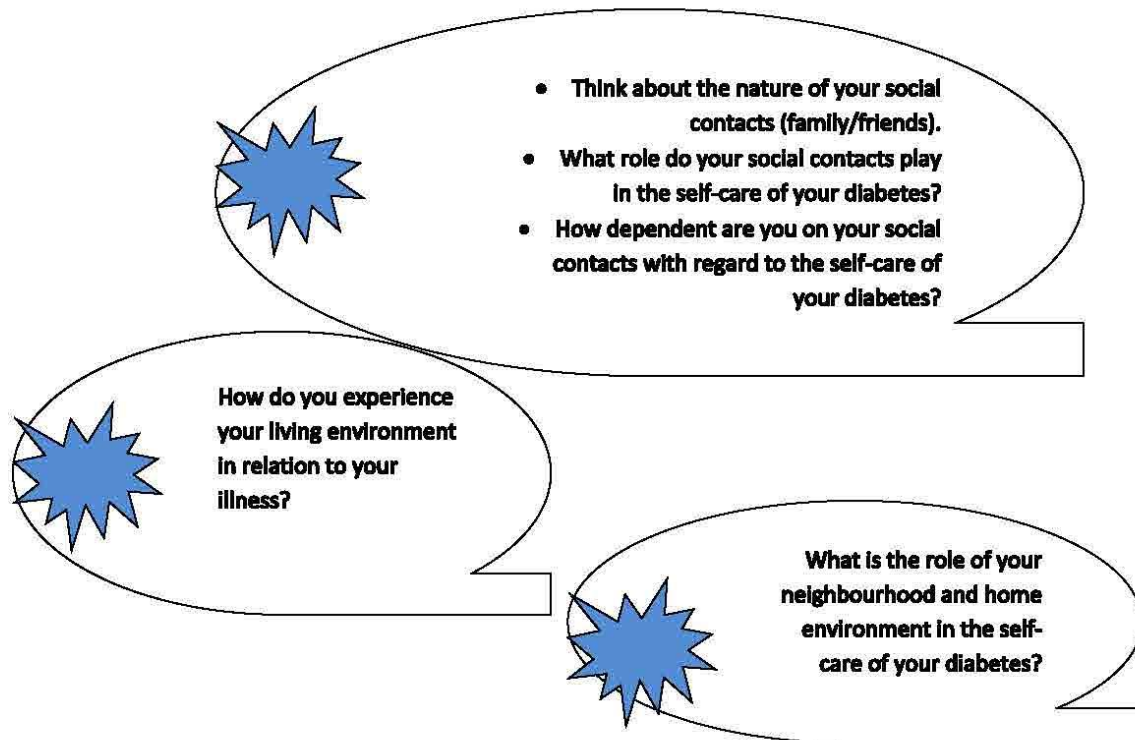 • Think about the nature of your social
contacts (family/friends).
• What role do your social contacts play
in the self-care of your diabetes?
• How dependent are you on your social
contacts with regard to the self-care of
your diabetes?
How do you experience
your living environment
in relation to your
illness?
What is the role of your
neighbourhood and home
environment in the self-
care of your diabetes?